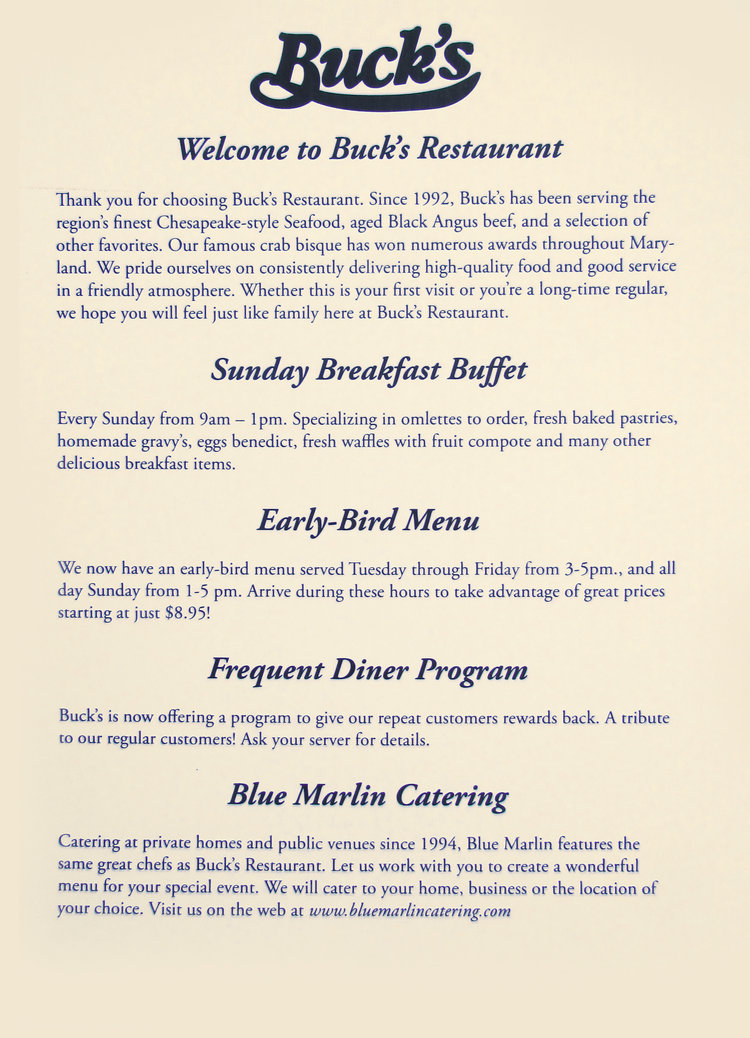 Buck's
Welcome to Buck's Restaurant
Thank you for choosing Buck's Restaurant. Since 1992, Buck's has been serving the
region's finest Chesapeake-style Seafood, aged Black Angus beef, and a selection of
other favorites. Our famous crab bisque has won numerous awards throughout Mary-
land. We pride ourselves on consistently delivering high-quality food and good service
in a friendly atmosphere. Whether this is your first visit or you're a long-time regular,
we hope you will feel just like family here at Buck's Restaurant.
Sunday Breakfast Buffet
Every Sunday from 9am – 1pm. Specializing in omlettes to order, fresh baked pastries,
homemade gravy's, eggs benedict, fresh waffles with fruit compote and many other
delicious breakfast items.
Early-Bird Menu
We now have an early-bird menu served Tuesday through Friday from 3-5pm., and all
day Sunday from 1-5 pm. Arrive during these hours to take advantage of great prices
starting at just $8.95!
Frequent Diner Program
Buck's is now offering a program to give our repeat customers rewards back. A tribute
to our regular customers! Ask your server for details.
Blue Marlin Catering
Catering at private homes and public venues since 1994, Blue Marlin features the
same great chefs as Buck's Restaurant. Let us work with you to create a wonderful
menu for your special event. We will cater to your home, business or the location of
your choice. Visit us on the web at www.bluemarlincatering.com